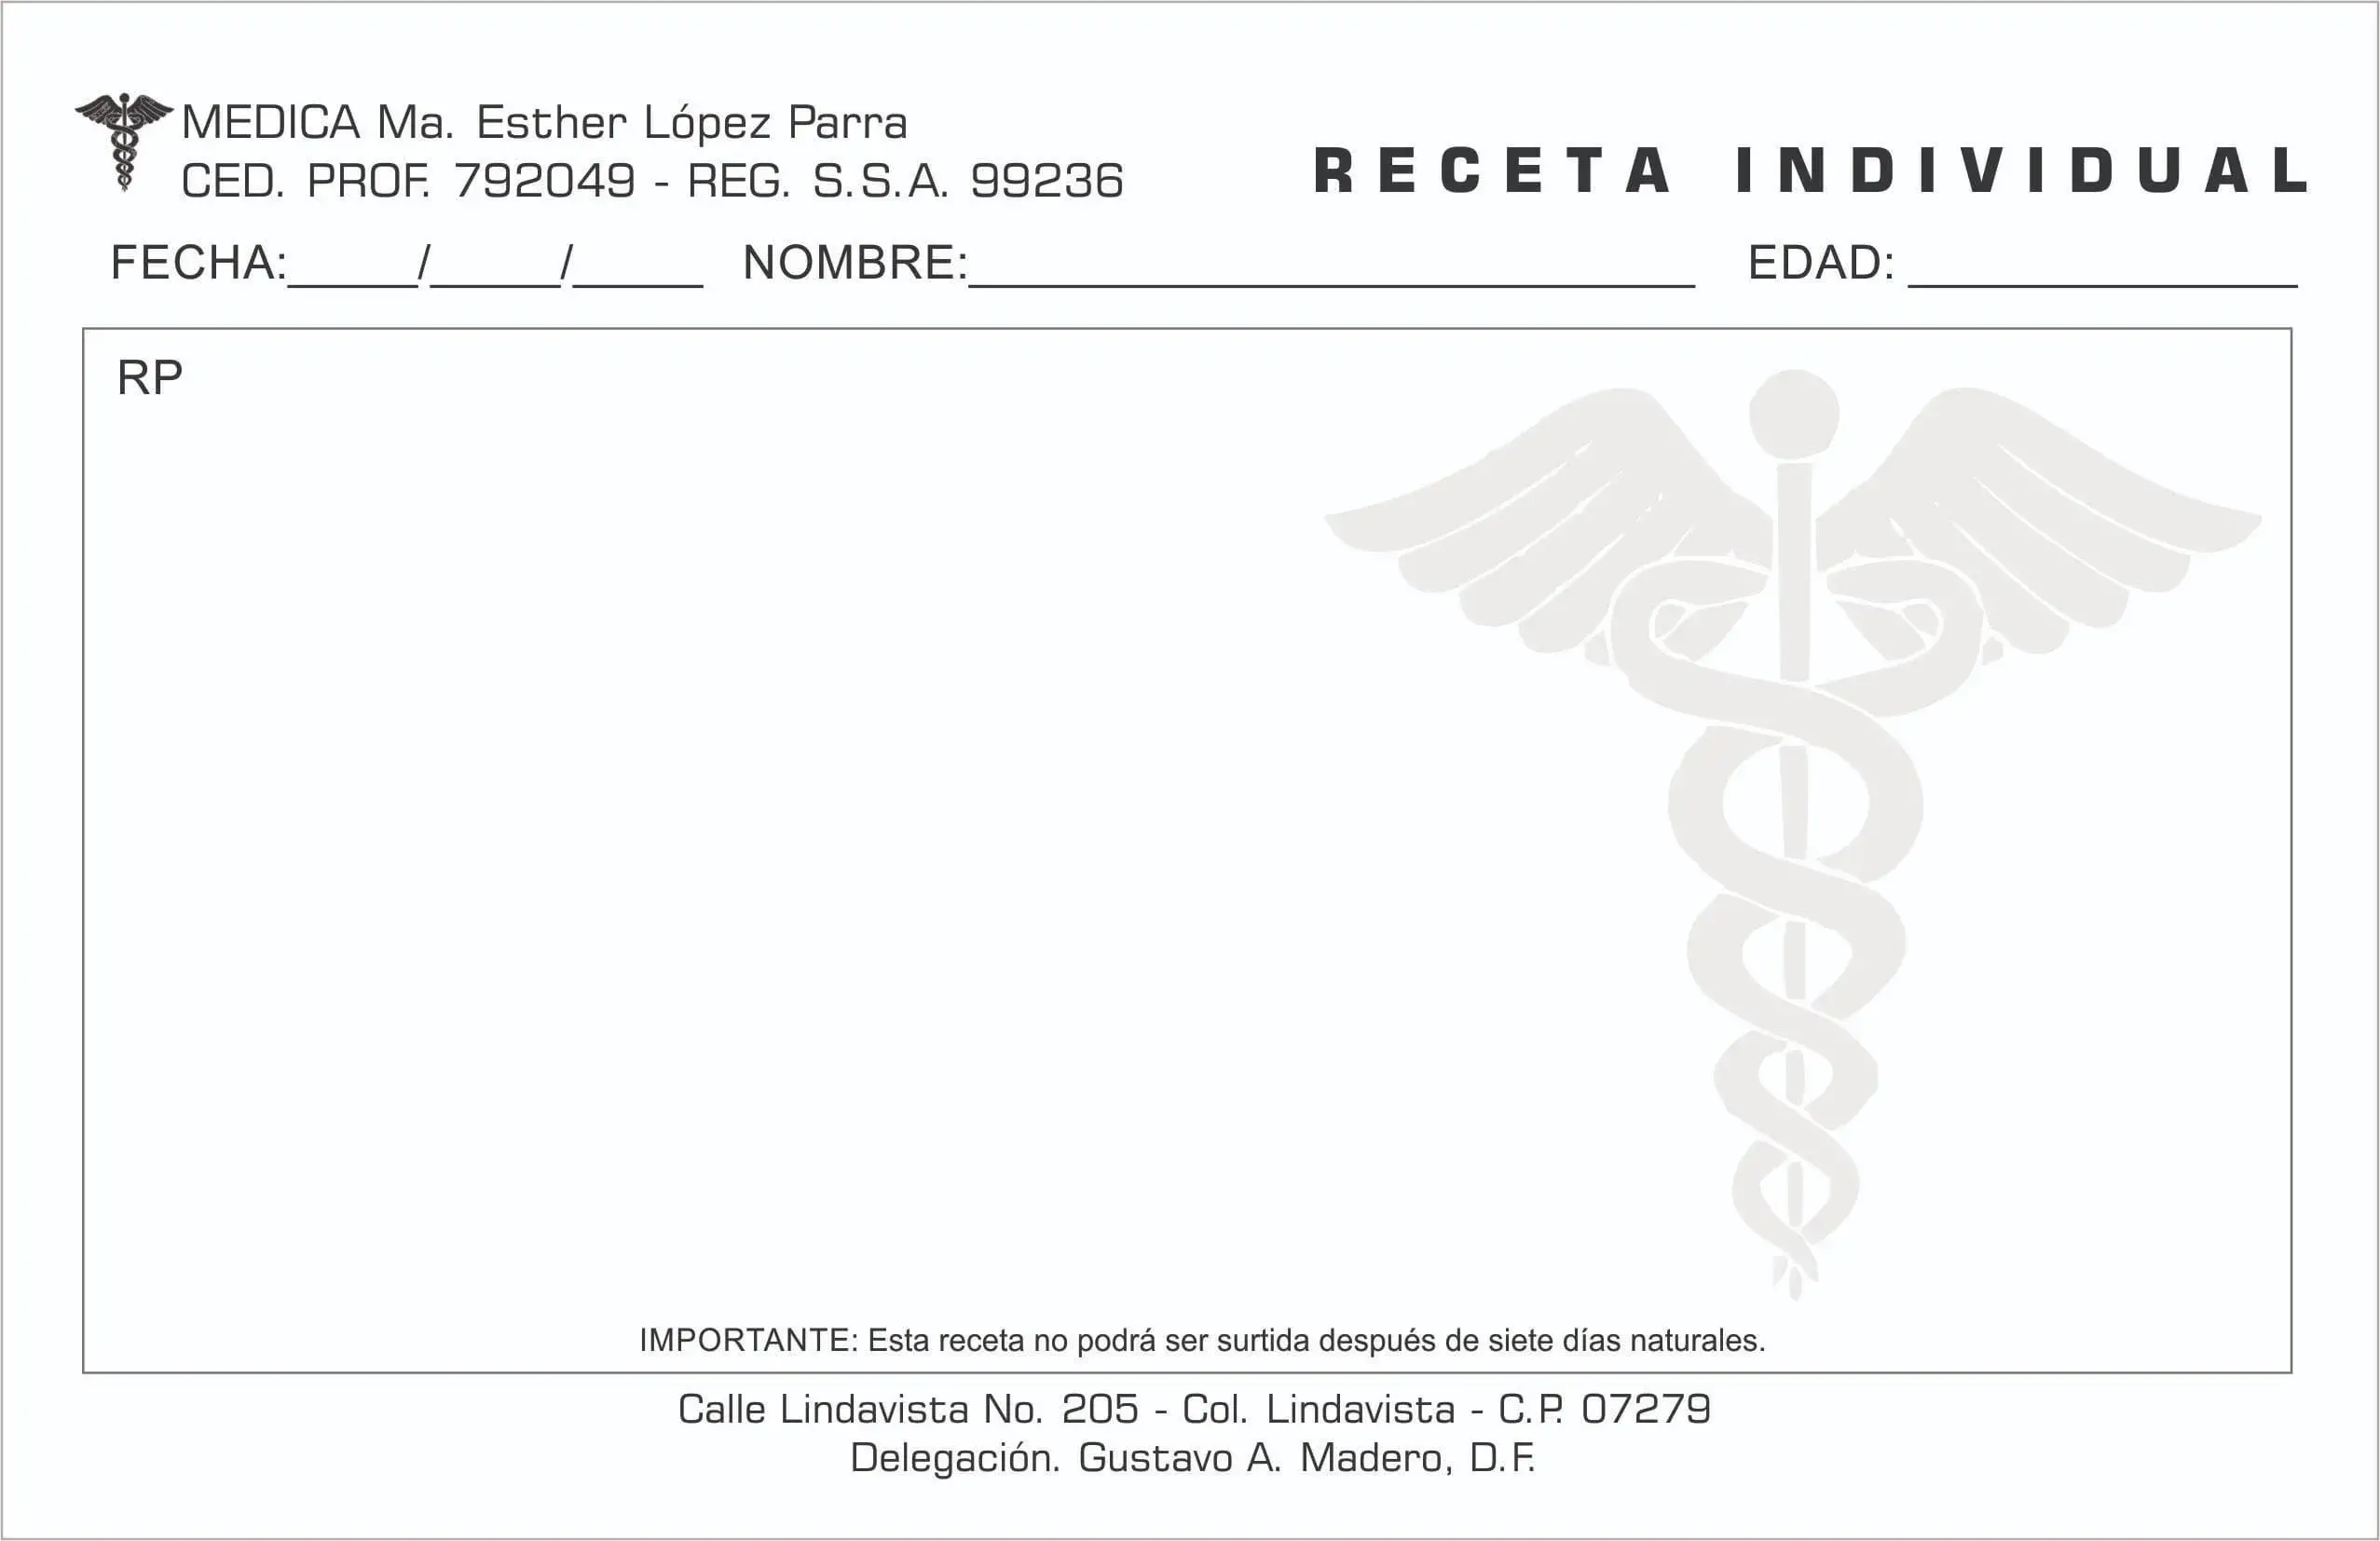 MEDICA Ma. Esther López Parra
CED. PROF. 792049 - REG. S.S.A. 99236
RECETA INDIVIDUAL
FECHA:_____/_____/_____ NOMBRE:____________________________ EDAD: _______________
RP
IMPORTANTE: Esta receta no podrá ser surtida después de siete días naturales.
Calle Lindavista No. 205 - Col. Lindavista - C.P. 07279
Delegación. Gustavo A. Madero, D.F.